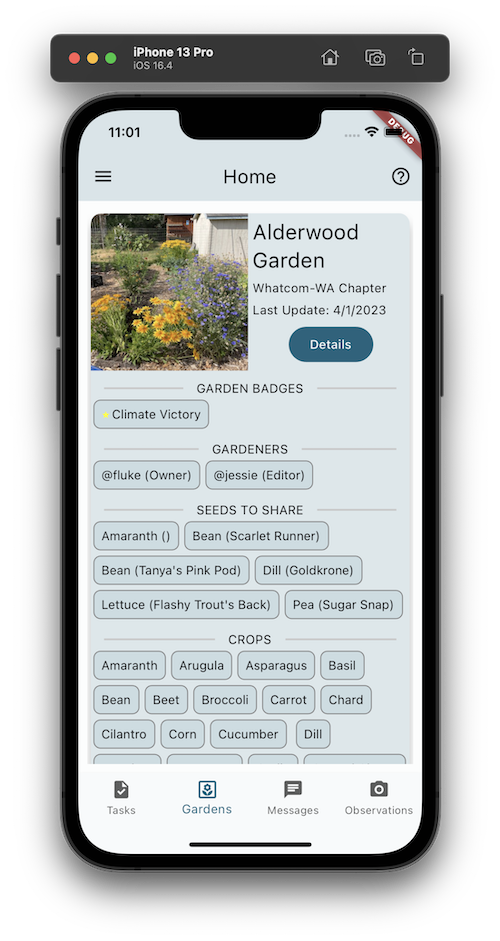 iPhone 13 Pro
iOS 16.4
11:01
DEBUG
Home
Alderwood
Garden
Whatcom-WA Chapter
Last Update: 4/1/2023
Details
GARDEN BADGES
Climate Victory
GARDENERS
@fluke (Owner) @jessie (Editor)
SEEDS TO SHARE
Amaranth () Bean (Scarlet Runner)
Bean (Tanya's Pink Pod) Dill (Goldkrone)
Lettuce (Flashy Trout's Back) Pea (Sugar Snap)
CROPS
Amaranth Arugula Asparagus Basil
Bean Beet Broccoli Carrot Chard
Cilantro Corn Cucumber Dill
Tasks Gardens Messages Observations